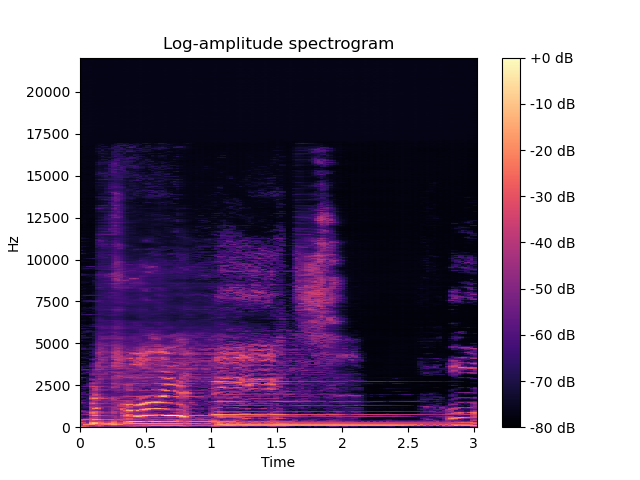 Log-amplitude spectrogram
Hz
20000
17500
15000
12500
10000
7500
5000
2500
0
0 0.5 1 1.5 2 2.5 3
Time
+0 dB
-10 dB
-20 dB
-30 dB
-40 dB
-50 dB
-60 dB
-70 dB
-80 dB